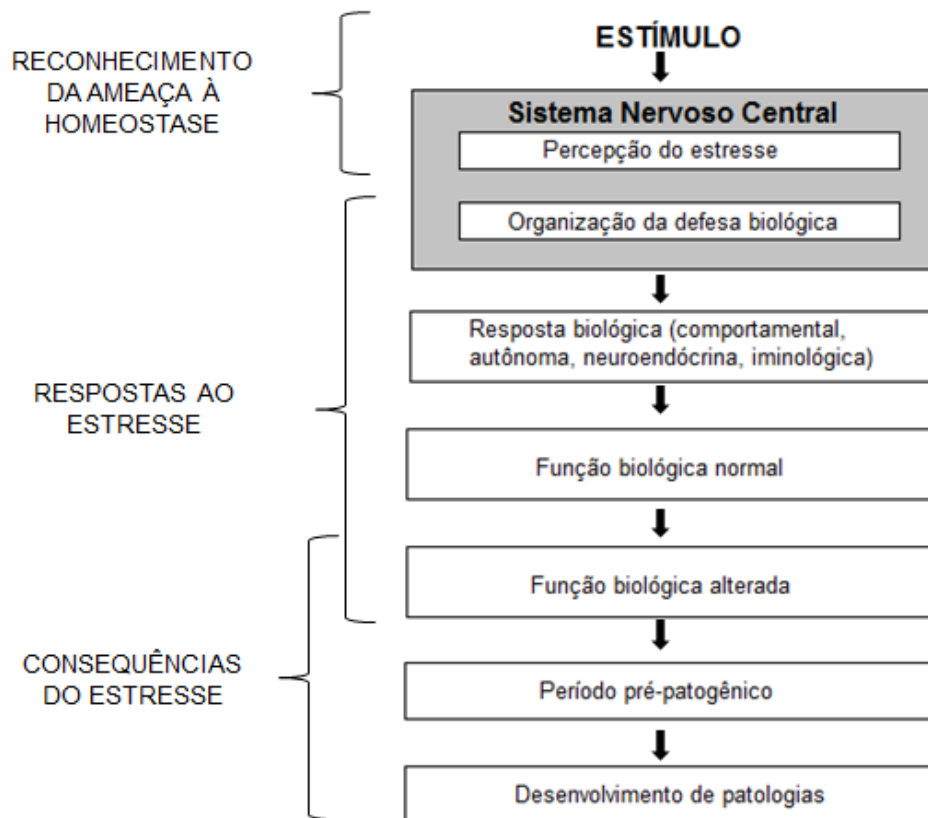 RECONHECIMENTO
DA AMEAÇA À
HOMEOSTASE
ESTÍMULO
Sistema Nervoso Central
Percepção do estresse
Organização da defesa biológica
RESPOSTAS AO
ESTRESSE
Resposta biológica (comportamental,
autônoma, neuroendócrina, iminológica)
Função biológica normal
Função biológica alterada
CONSEQUÊNCIAS
DO ESTRESSE
Período pré-patogênico
Desenvolvimento de patologias